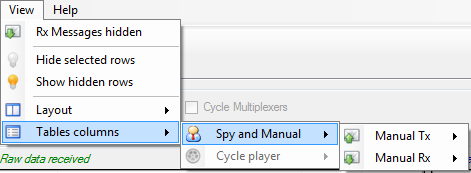 View Help
Rx Messages hidden
Hide selected rows
Show hidden rows
Layout
Cycle Multiplexers
Tables columns
Spy and Manual
Manual Tx
Raw data received
Cycle player
Manual Rx